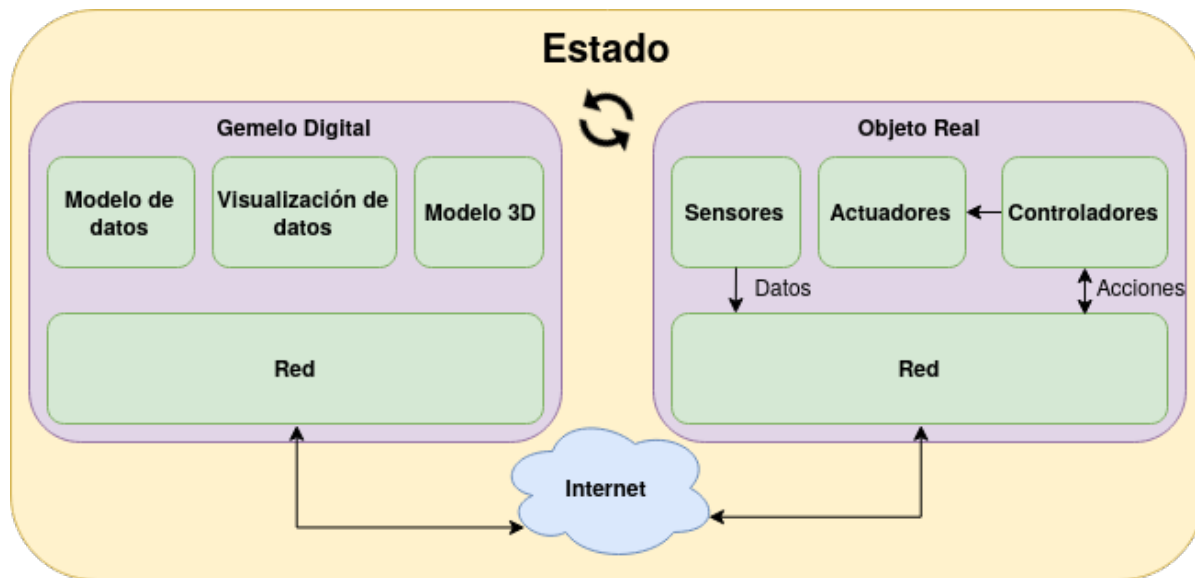 Estado
Gemelo Digital
Modelo de
datos
Visualización de
datos
Modelo 3D
Red
Objeto Real
Sensores
Actuadores
Controladores
Datos
Acciones
Red
Internet